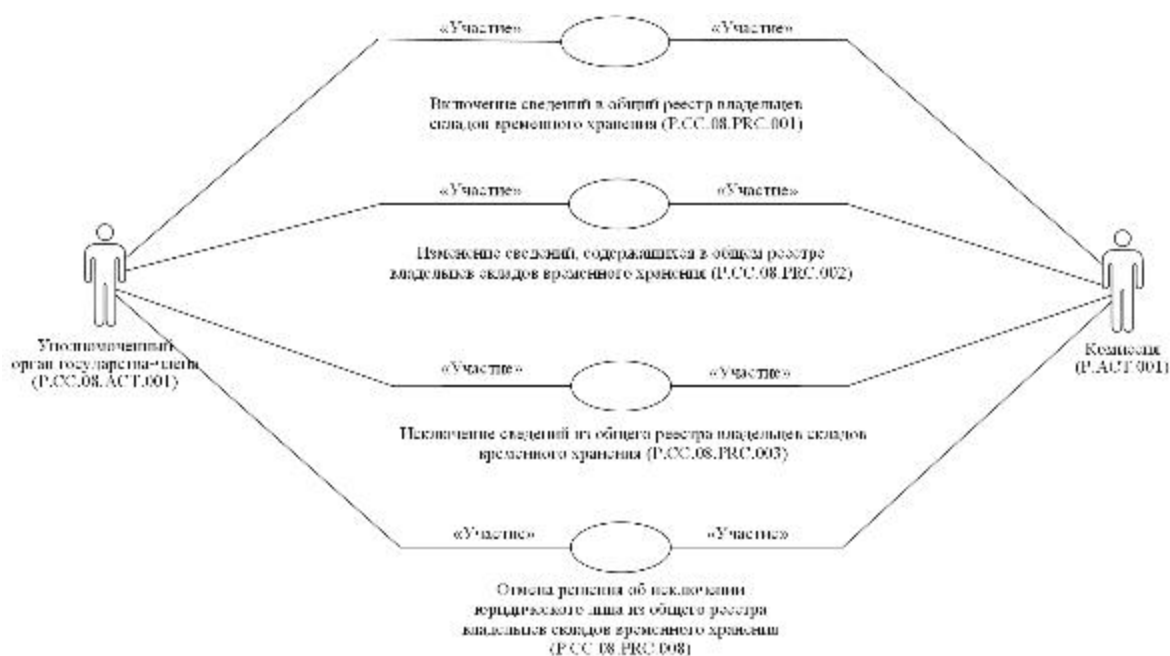 «Участие» «Участие»
Включение сведений в общий реестр владельцев
складов временного хранения (P.CC.08.PRC.001)
«Участие» «Участие»
Изменение сведений, содержащихся в общем реестре
владельцев складов временного хранения (P.CC.08.PRC.002)
Уполномоченный
орган государства-члена
(P.CC.08.ACT.001)
Комиссия
(P.ACT.001)
«Участие» «Участие»
Исключение сведений из общего реестра владельцев складов
временного хранения (P.CC.08.PRC.003)
«Участие» «Участие»
Отмена решения об исключении
юридического лица из общего реестра
владельцев складов временного хранения
(P.CC.08.PRC.008)